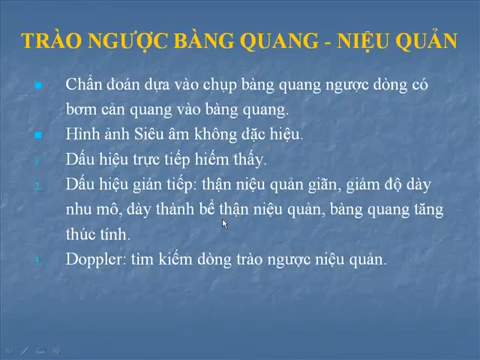 TRÀO NGƯỢC BÀNG QUANG - NIỆU QUẢN
Chẩn đoán dựa vào chụp bàng quang ngược dòng có
bơm cản quang vào bàng quang.
Hình ảnh Siêu âm không đặc hiệu.
1. Dấu hiệu trực tiếp hiếm thấy.
2. Dấu hiệu gián tiếp: thận niệu quản giãn, giảm độ dày
nhu mô, dày thành bể thận niệu quản, bàng quang tăng
thúc tính.
3. Doppler: tìm kiếm dòng trào ngược niệu quản.